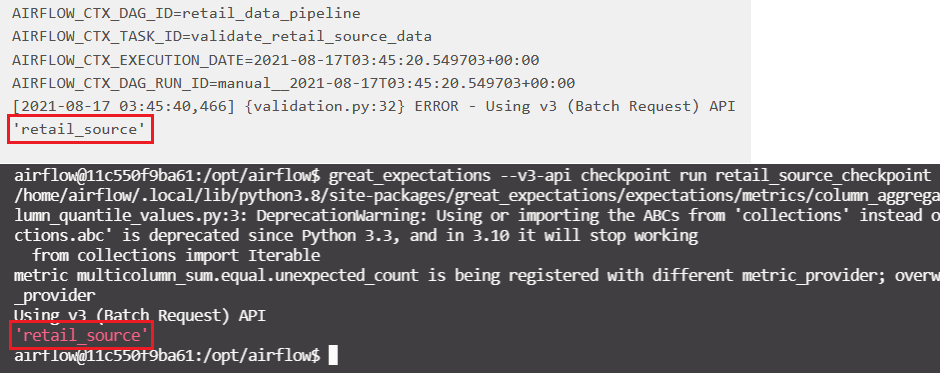 AIRFLOW_CTX_DAG_ID=retail_data_pipeline
AIRFLOW_CTX_TASK_ID=validate_retail_source_data
AIRFLOW_CTX_EXECUTION_DATE=2021-08-17T03:45:20.549703+00:00
AIRFLOW_CTX_DAG_RUN_ID=manual__2021-08-17T03:45:20.549703+00:00
[2021-08-17 03:45:40,466] {validation.py:32} ERROR - Using v3 (Batch Request) API
'retail_source'
airflow@11c550f9ba61:/opt/airflow$ great_expectations --v3-api checkpoint run retail_source_checkpoint
/home/airflow/.local/lib/python3.8/site-packages/great_expectations/expectations/metrics/column_aggrega
lumn_quantile_values.py:3: DeprecationWarning: Using or importing the ABCs from 'collections' instead o
ctions.abc' is deprecated since Python 3.3, and in 3.10 it will stop working
from collections import Iterable
metric multicolumn_sum.equal.unexpected_count is being registered with different metric_provider; overw
_provider
Using v3 (Batch Request) API
'retail_source'
airflow@11c550f9ba61:/opt/airflow$